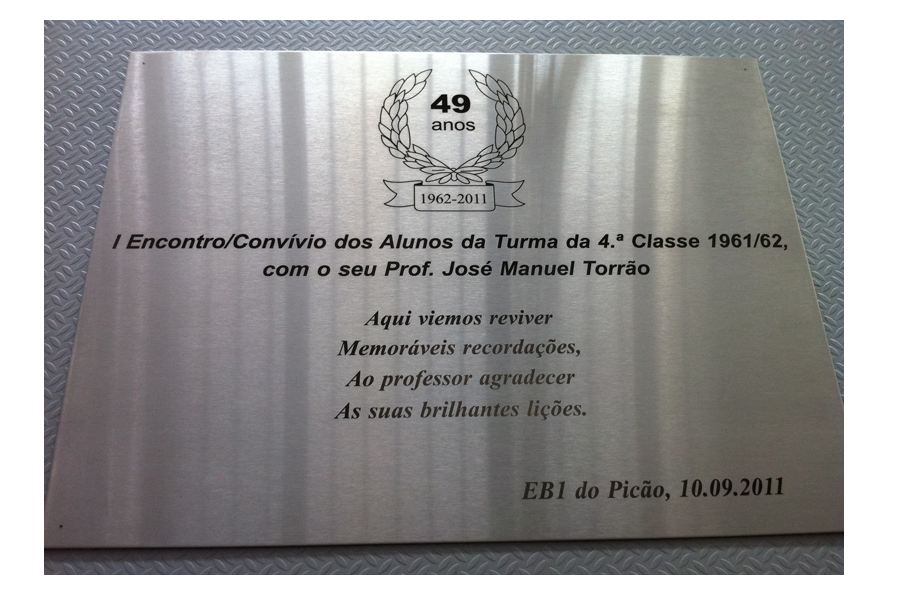 49
anos
1962-2011
I Encontro/Convívio dos Alunos da Turma da 4.ª Classe 1961/62,
com o seu Prof. José Manuel Torrão
Aqui viemos reviver
Memoráveis recordações,
Ao professor agradecer
As suas brilhantes lições.
EB1 do Picão, 10.09.2011